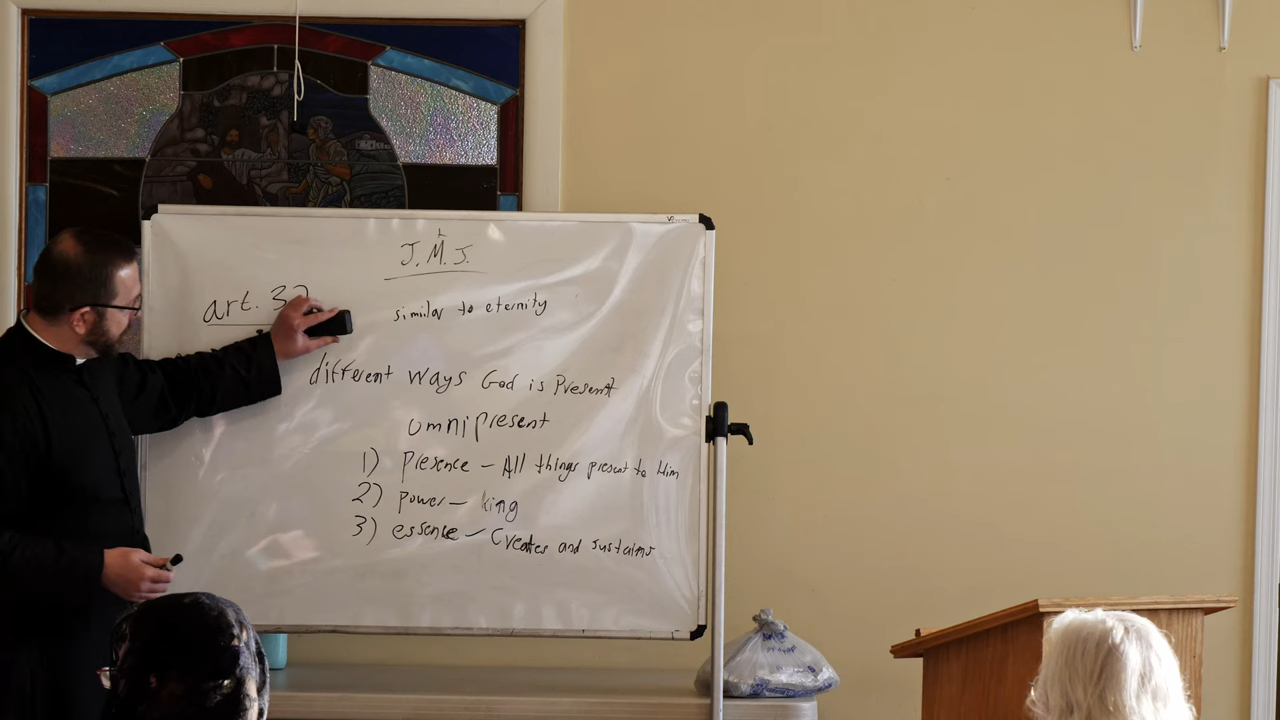 J.M.J.
art. 32
similar to eternity
different ways God is Present
omnipresent
1) Presence – All things present to Him
2) power – king
3) essence – Creates and sustains